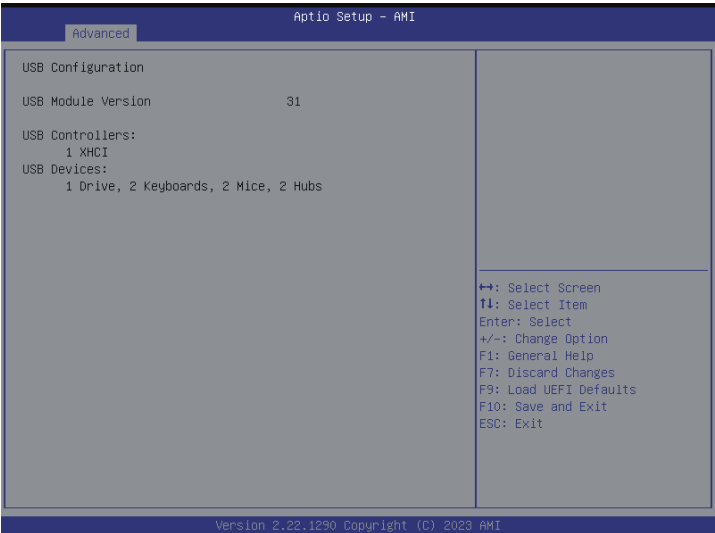 Aptio Setup – AMI
Advanced
USB Configuration
USB Module Version 31
USB Controllers:
1 XHCI
USB Devices:
1 Drive, 2 Keyboards, 2 Mice, 2 Hubs
↔: Select Screen
↑↓: Select Item
Enter: Select
+/-: Change Option
F1: General Help
F7: Discard Changes
F9: Load UEFI Defaults
F10: Save and Exit
ESC: Exit
Version 2.22.1290 Copyright (C) 2023 AMI